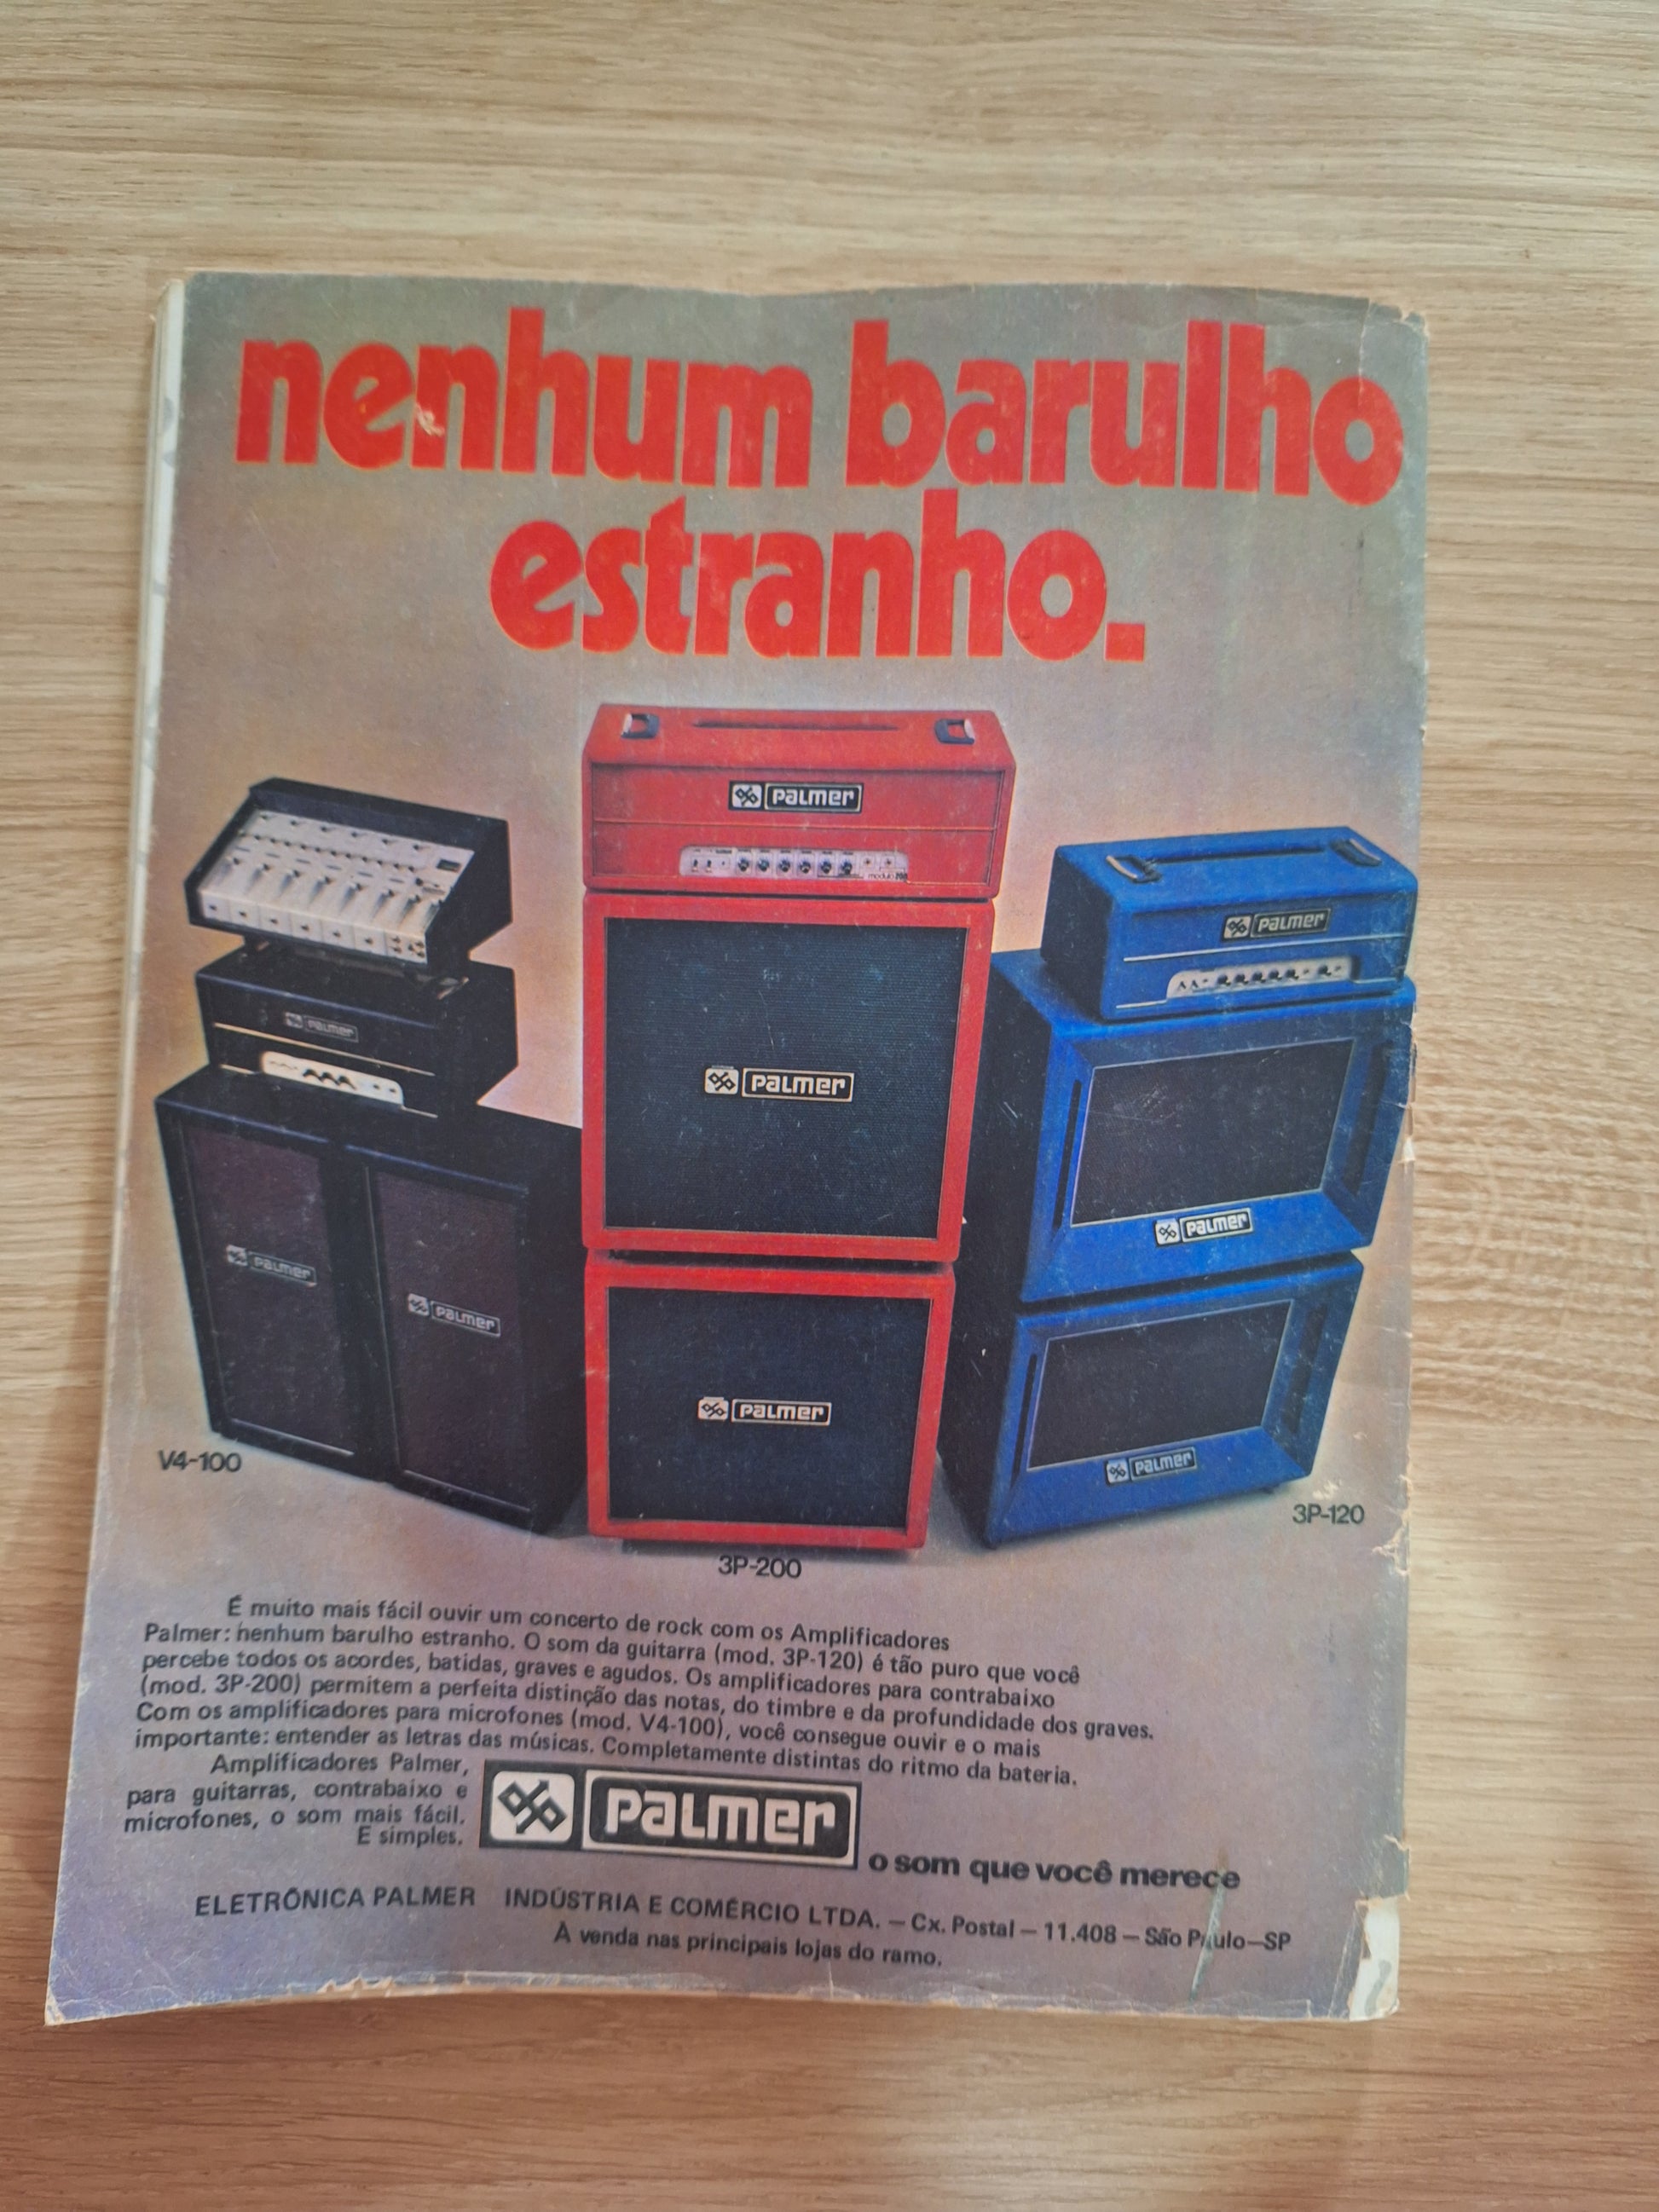 nenhum barulho
estranho.
palmer
palmer
modulo 200
palmer
palmer
palmer
palmer
palmer
palmer
palmer
palmer
V4-100
3P-120
3P-200
É muito mais fácil ouvir um concerto de rock com os Amplificadores
Palmer: nenhum barulho estranho. O som da guitarra (mod. 3P-120) é tão puro que você
percebe todos os acordes, batidas, graves e agudos. Os amplificadores para contrabaixo
(mod. 3P-200) permitem a perfeita distinção das notas, do timbre e da profundidade dos graves.
Com os amplificadores para microfones (mod. V4-100), você consegue ouvir e o mais
importante: entender as letras das músicas. Completamente distintas do ritmo da bateria.
Amplificadores Palmer,
para guitarras, contrabaixo e
microfones, o som mais fácil.
E simples.
palmer
o som que você merece
ELETRÔNICA PALMER INDÚSTRIA E COMÉRCIO LTDA. – Cx. Postal – 11.408 – São Paulo–SP
À venda nas principais lojas do ramo.